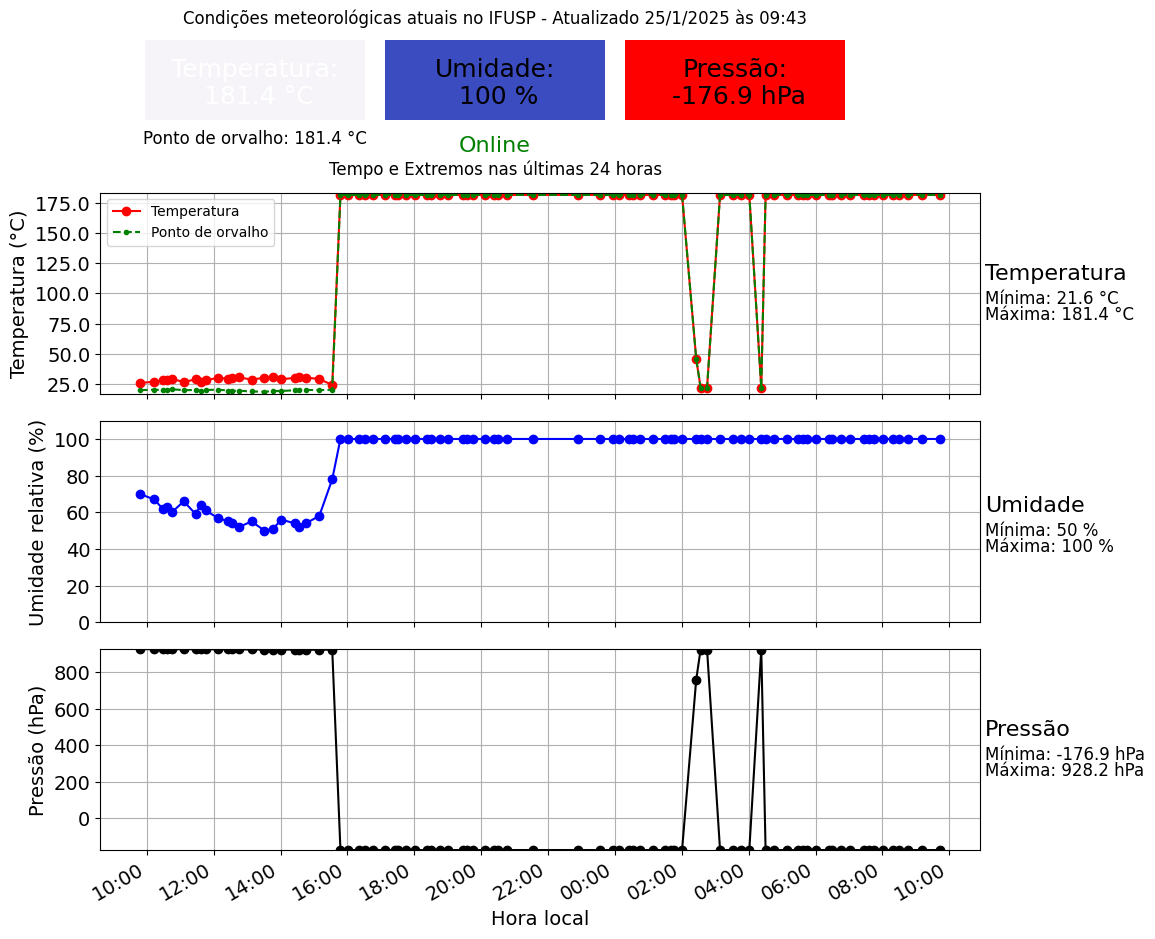 Condições meteorológicas atuais no IFUSP - Atualizado 25/1/2025 às 09:43
Temperatura:
181.4 °C
Umidade:
100 %
Pressão:
-176.9 hPa
Ponto de orvalho: 181.4 °C
Online
Tempo e Extremos nas últimas 24 horas
Temperatura (°C)
175.0
150.0
125.0
100.0
75.0
50.0
25.0
Temperatura
Ponto de orvalho
Temperatura
Mínima: 21.6 °C
Máxima: 181.4 °C
Umidade relativa (%)
100
80
60
40
20
0
Umidade
Mínima: 50 %
Máxima: 100 %
Pressão (hPa)
800
600
400
200
0
Pressão
Mínima: -176.9 hPa
Máxima: 928.2 hPa
10:00 12:00 14:00 16:00 18:00 20:00 22:00 00:00 02:00 04:00 06:00 08:00 10:00
Hora local